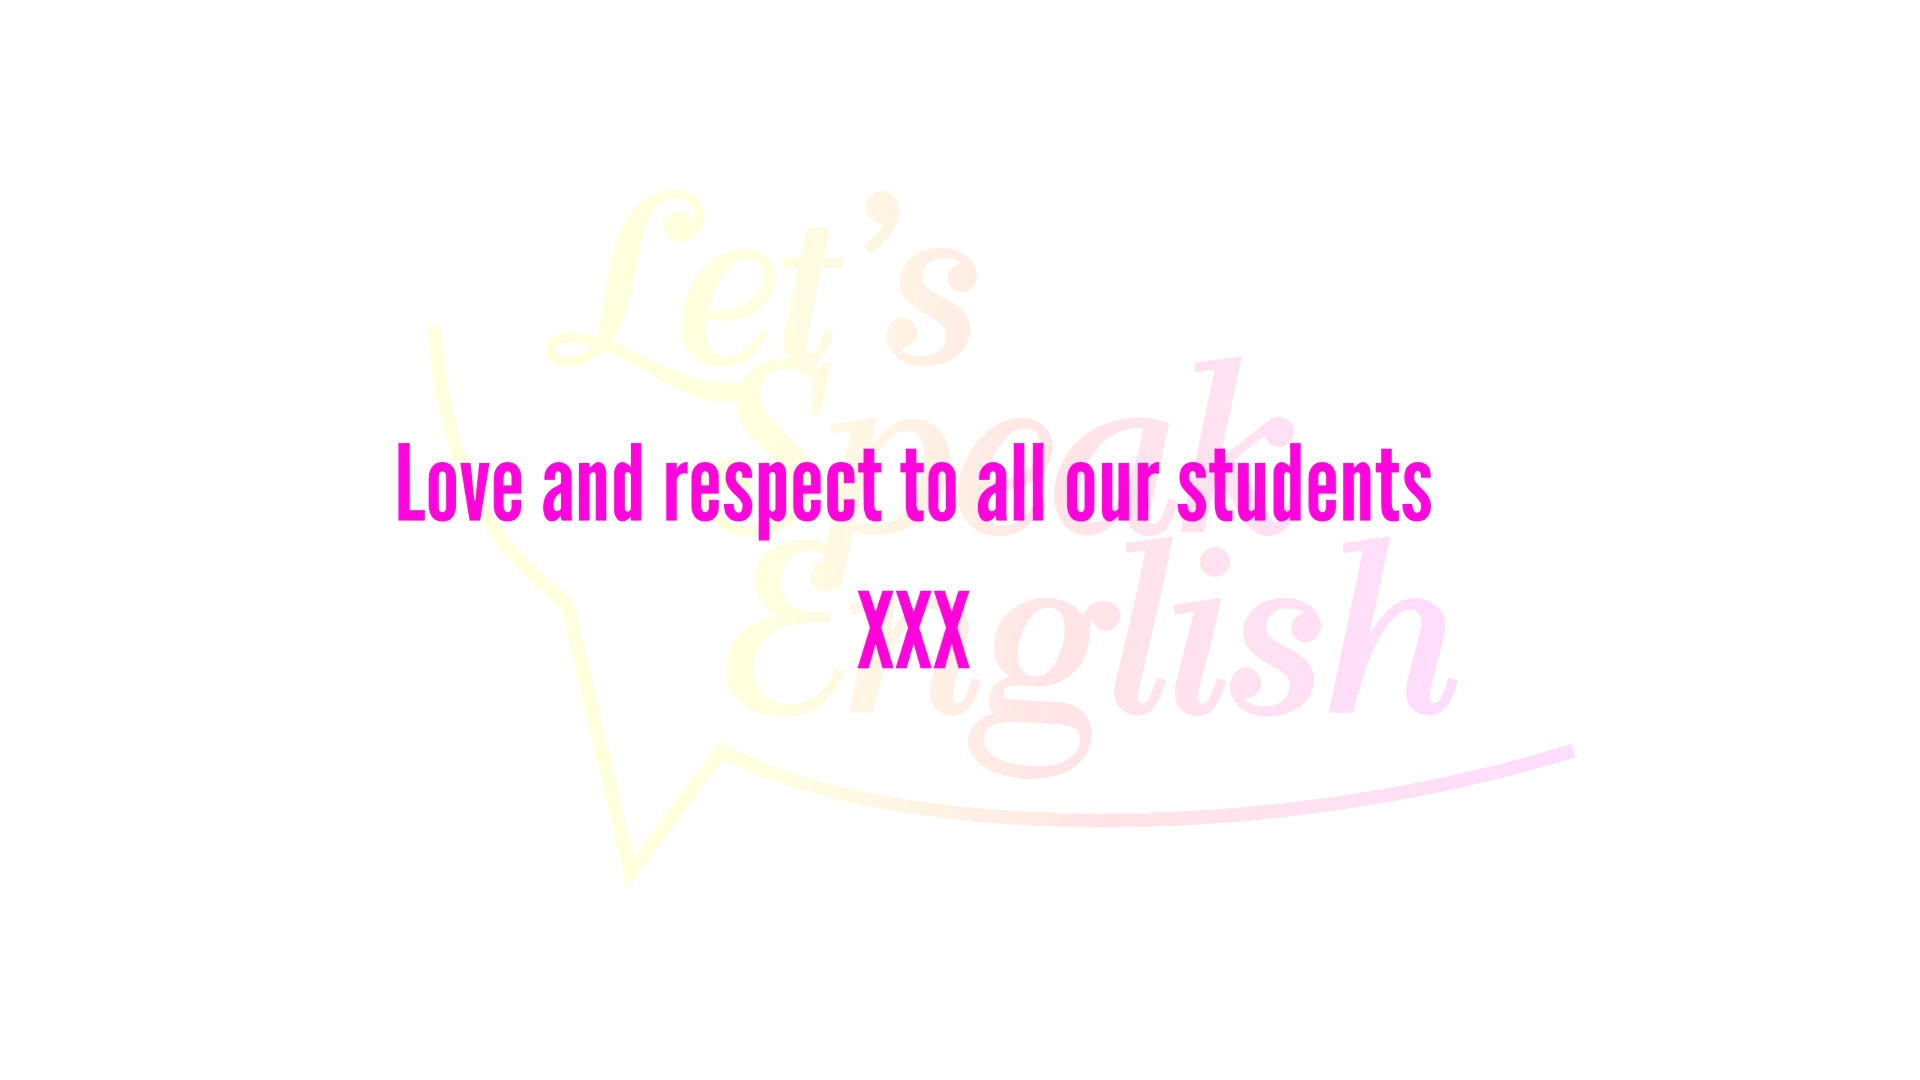 Let's
Speak
English
Love and respect to all our students
XXX